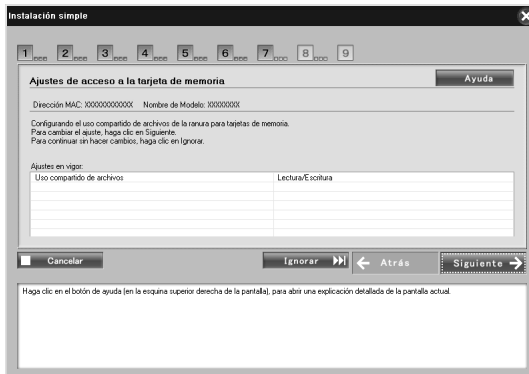 Instalación simple
1 2 3 4 5 6 7 8 9
Ajustes de acceso a la tarjeta de memoria
Ayuda
Dirección MAC: XXXXXXXXXXXX Nombre de Modelo: XXXXXXXX
Configurando el uso compartido de archivos de la ranura para tarjetas de memoria.
Para cambiar el ajuste, haga clic en Siguiente.
Para continuar sin hacer cambios, haga clic en Ignorar.
Ajustes en vigor:
Uso compartido de archivos Lectura/Escritura
Cancelar Ignorar Atrás Siguiente
Haga clic en el botón de ayuda (en la esquina superior derecha de la pantalla), para abrir una explicación detallada de la pantalla actual.